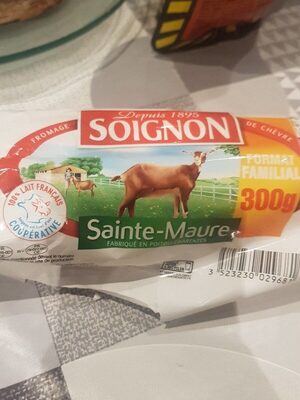 Depuis 1895
SOIGNON
FROMAGE
DE CHÈVRE
FORMAT
FAMILIAL
300g
100% LAIT FRANÇAIS
COOPÉRATIVE
Sainte-Maure
FABRIQUÉ EN POITOU-CHARENTES
3 523230 02968